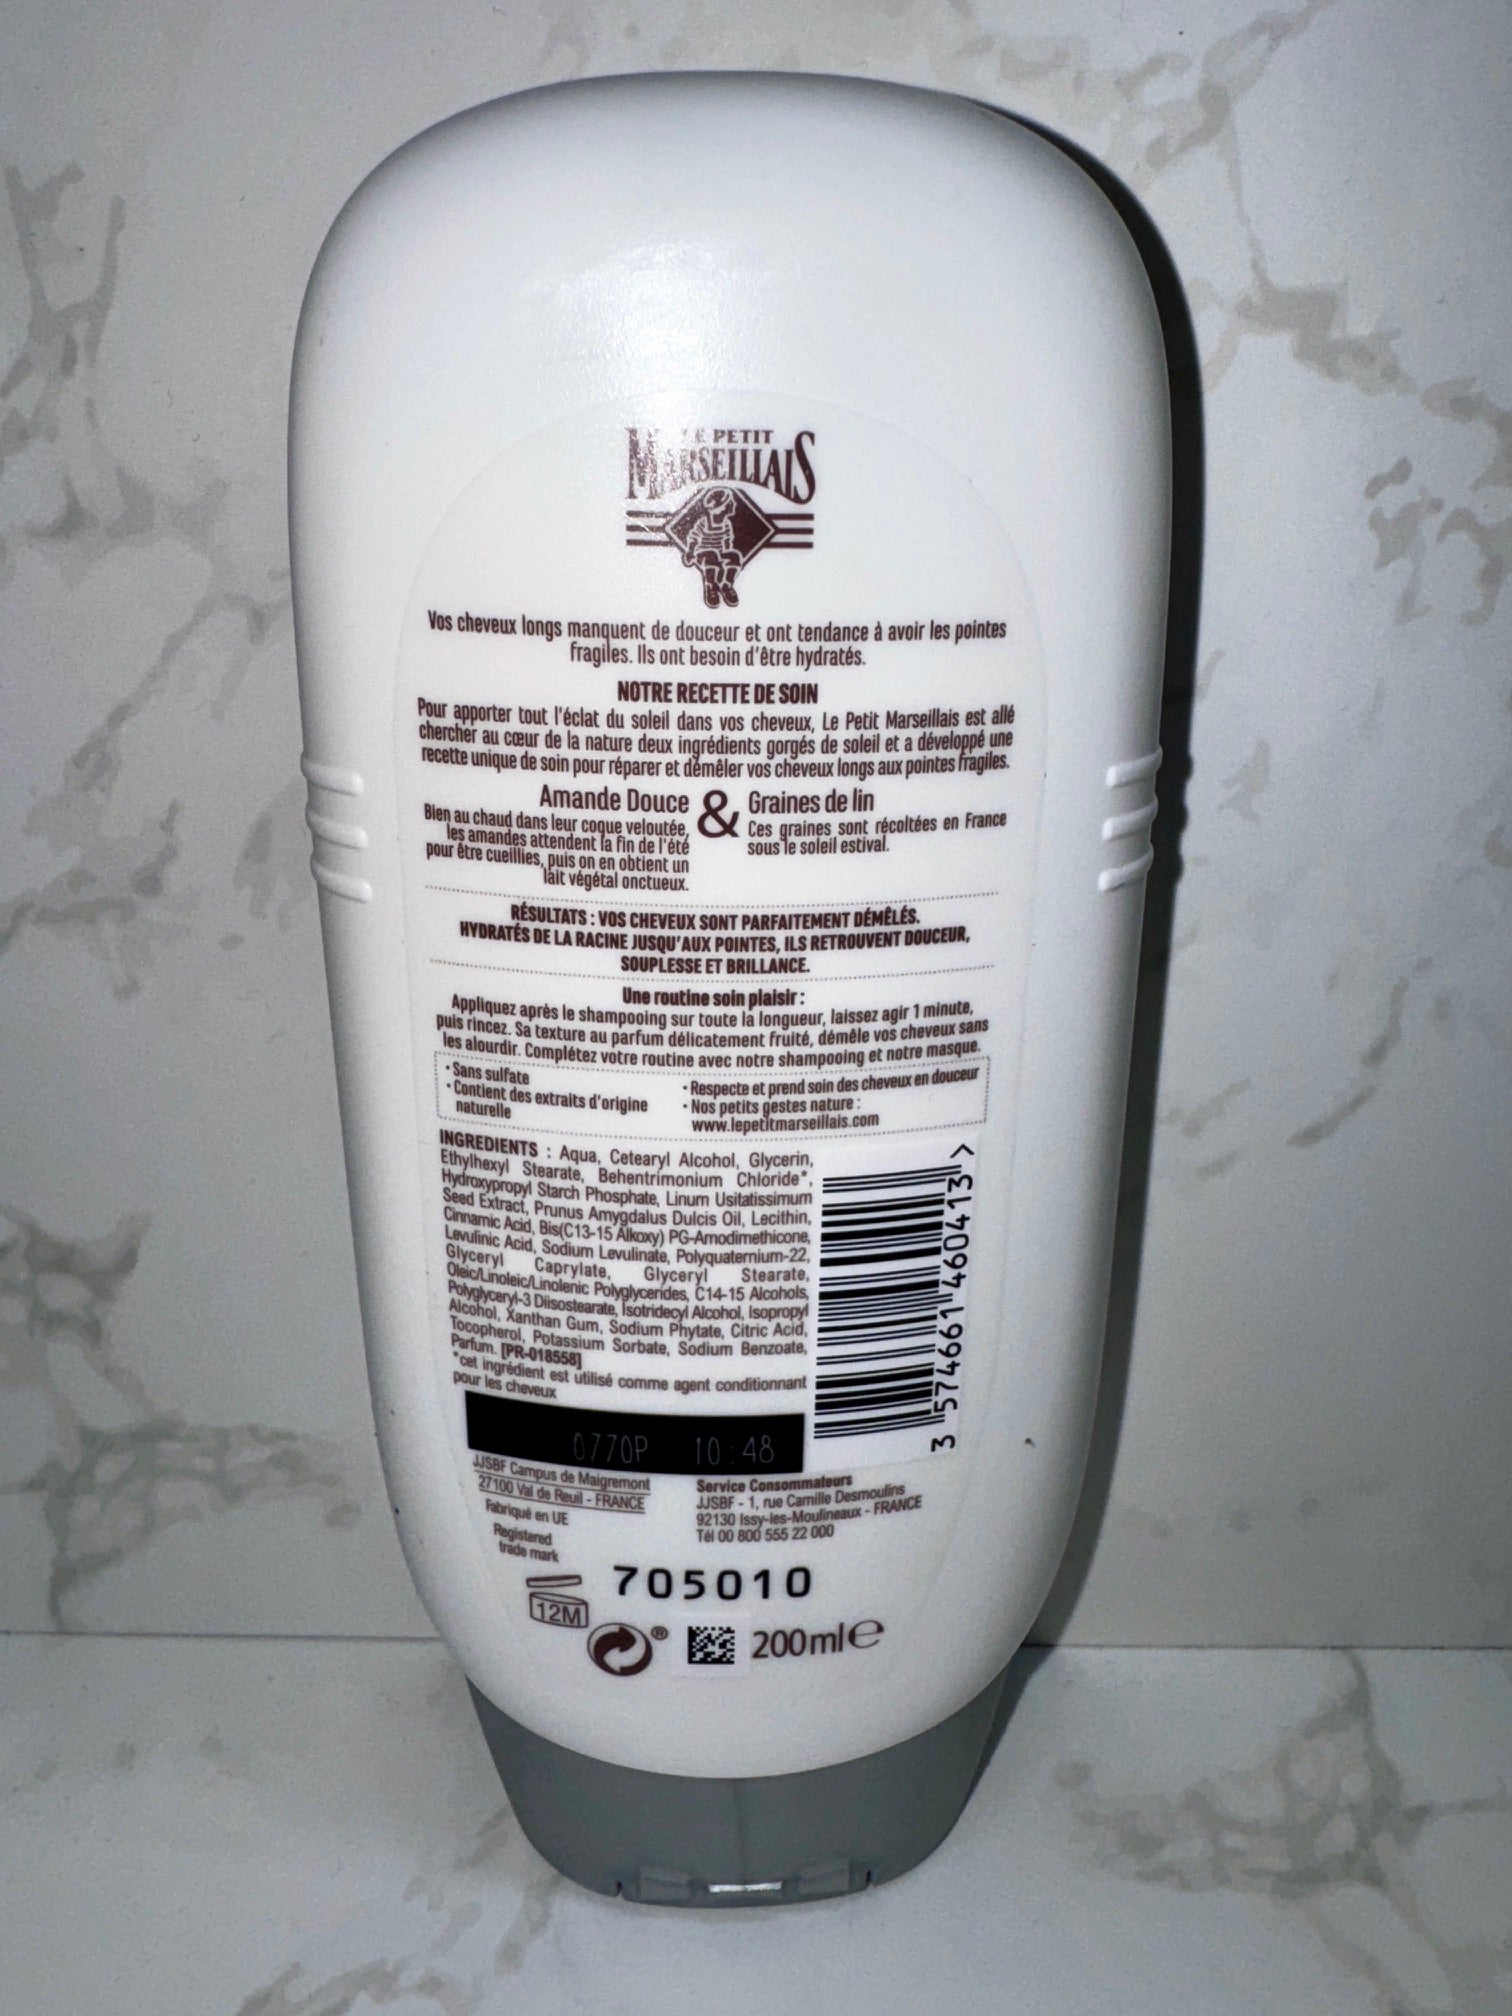 LE PETIT
MARSEILLAIS
Vos cheveux longs manquent de douceur et ont tendance à avoir les pointes
fragiles. Ils ont besoin d'être hydratés.
NOTRE RECETTE DE SOIN
Pour apporter tout l'éclat du soleil dans vos cheveux, Le Petit Marseillais est allé
chercher au cœur de la nature deux ingrédients gorgés de soleil et a développé une
recette unique de soin pour réparer et démêler vos cheveux longs aux pointes fragiles.
Amande Douce
Bien au chaud dans leur coque veloutée,
les amandes attendent la fin de l'été
pour être cueillies, puis on en obtient un
lait végétal onctueux.
&
Graines de lin
Ces graines sont récoltées en France
sous le soleil estival.
RÉSULTATS : VOS CHEVEUX SONT PARFAITEMENT DÉMÊLÉS.
HYDRATÉS DE LA RACINE JUSQU'AUX POINTES, ILS RETROUVENT DOUCEUR,
SOUPLESSE ET BRILLANCE.
Une routine soin plaisir :
Appliquez après le shampooing sur toute la longueur, laissez agir 1 minute,
puis rincez. Sa texture au parfum délicatement fruité, démêle vos cheveux sans
les alourdir. Complétez votre routine avec notre shampooing et notre masque.
• Sans sulfate
• Contient des extraits d'origine
naturelle
• Respecte et prend soin des cheveux en douceur
• Nos petits gestes nature :
www.lepetitmarseillais.com
INGREDIENTS : Aqua, Cetearyl Alcohol, Glycerin,
Ethylhexyl Stearate, Behentrimonium Chloride*,
Hydroxypropyl Starch Phosphate, Linum Usitatissimum
Seed Extract, Prunus Amygdalus Dulcis Oil, Lecithin,
Cinnamic Acid, Bis(C13-15 Alkoxy) PG-Amodimethicone,
Levulinic Acid, Sodium Levulinate, Polyquaternium-22,
Glyceryl Caprylate, Glyceryl Stearate,
Oleic/Linoleic/Linolenic Polyglycerides, C14-15 Alcohols,
Polyglyceryl-3 Diisostearate, Isotridecyl Alcohol, Isopropyl
Alcohol, Xanthan Gum, Sodium Phytate, Citric Acid,
Tocopherol, Potassium Sorbate, Sodium Benzoate,
Parfum. [PR-018558]
*cet ingrédient est utilisé comme agent conditionnant
pour les cheveux
3 574661 460413 >
0770P 10:48
JJSBF Campus de Maigremont
27100 Val de Reuil - FRANCE
Fabriqué en UE
Registered
trade mark
Service Consommateurs
JJSBF - 1, rue Camille Desmoulins
92130 Issy-les-Moulineaux - FRANCE
Tél 00 800 555 22 000
705010
12M
® 200ml e